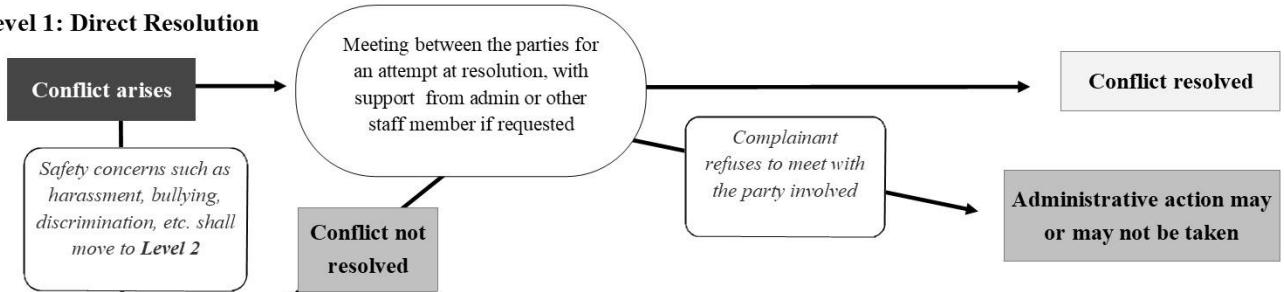 evel 1: Direct Resolution
Conflict arises
Meeting between the parties for
an attempt at resolution, with
support from admin or other
staff member if requested
Conflict resolved
Safety concerns such as
harassment, bullying,
discrimination, etc. shall
move to Level 2
Conflict not
resolved
Complainant
refuses to meet with
the party involved
Administrative action may
or may not be taken